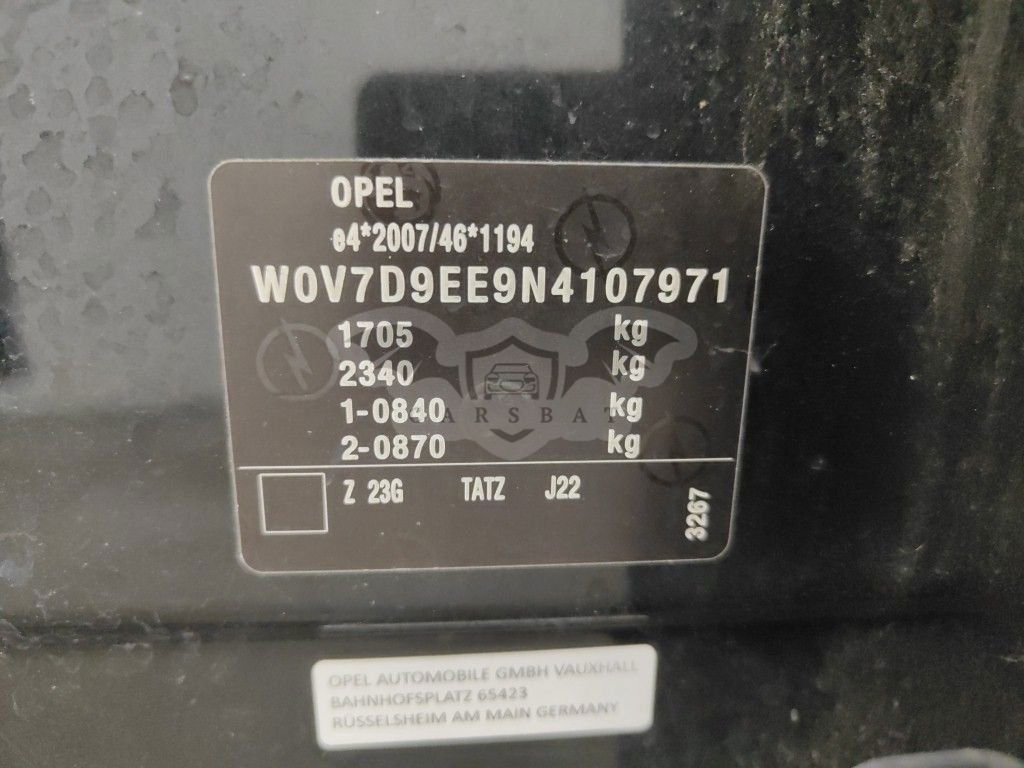 OPEL
e4*2007/46*1194
W0V7D9EE9N4107971
1705 kg
2340 kg
1-0840 kg
2-0870 kg
CARSBAT
Z 23G TATZ J22
3267
OPEL AUTOMOBILE GMBH VAUXHALL
BAHNHOFSPLATZ 65423
RÜSSELSHEIM AM MAIN GERMANY